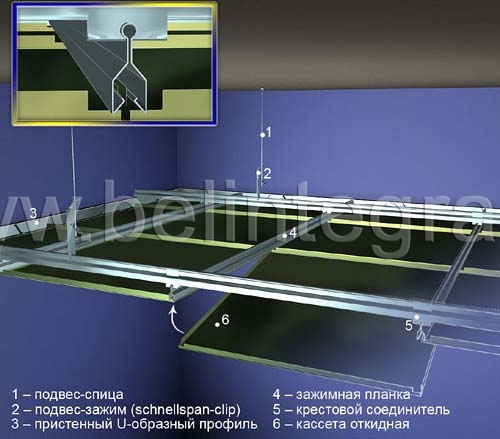 1
2
www.belintegra
3
4
5
6
1 – подвес-спица
2 – подвес-зажим (schnellspan-clip)
3 – пристенный U-образный профиль
4 – зажимная планка
5 – крестовой соединитель
6 – кассета откидная